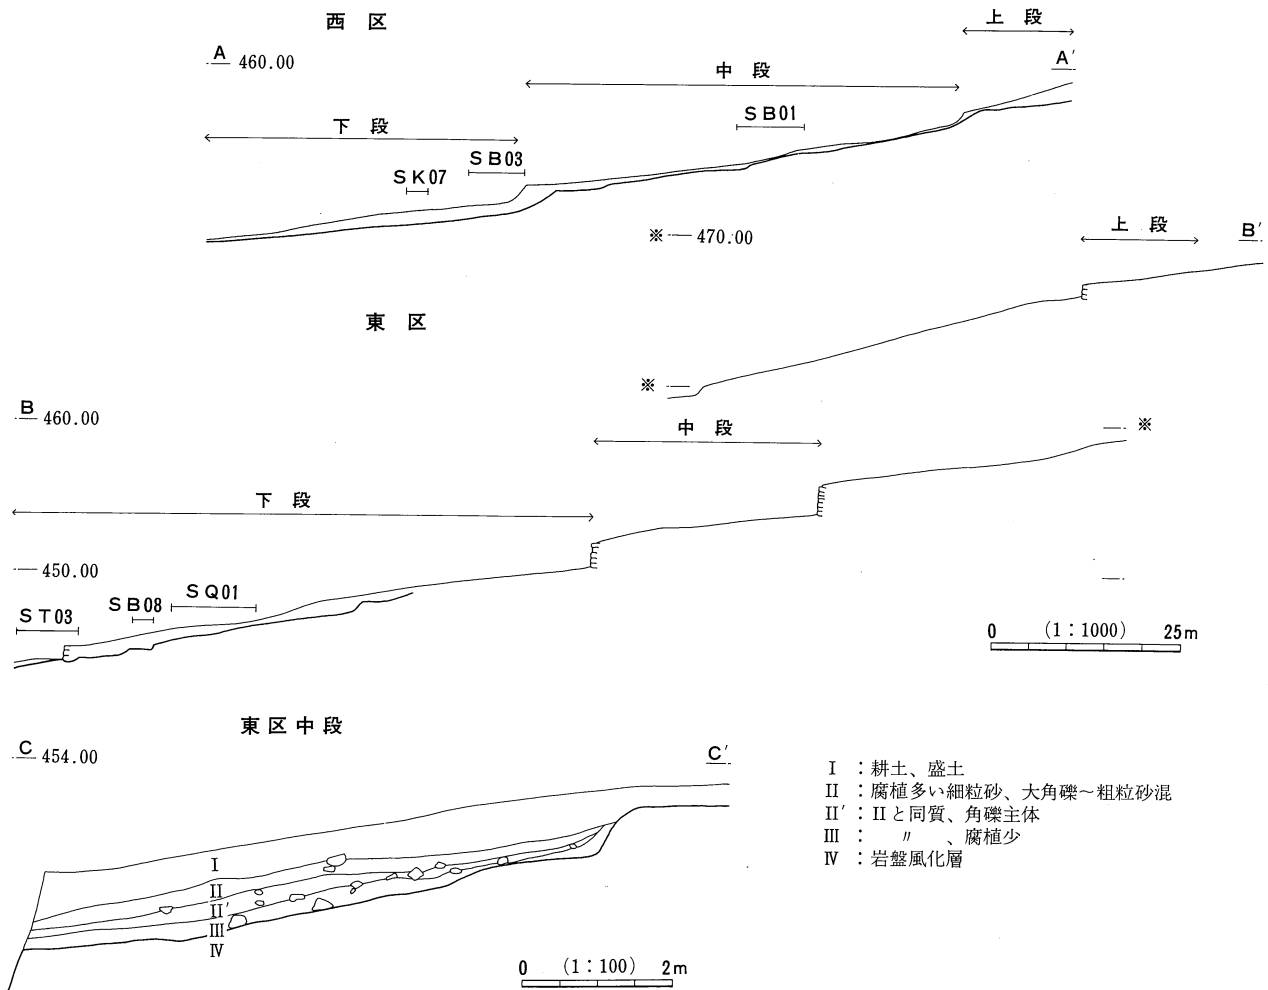 西区
A 460.00
上段
A′
中段
SB01
下段
SB03
SK07
※ 470.00
上段
B′
東区
※
B 460.00
中段
※
下段
450.00
SQ01
SB08
ST03
0 (1:1000) 25m
東区中段
C 454.00
C′
I
II
II′
III
IV
I：耕土、盛土
II：腐植多い細粒砂、大角礫～粗粒砂混
II′：IIと同質、角礫主体
III：〃、腐植少
IV：岩盤風化層
0 (1:100) 2m